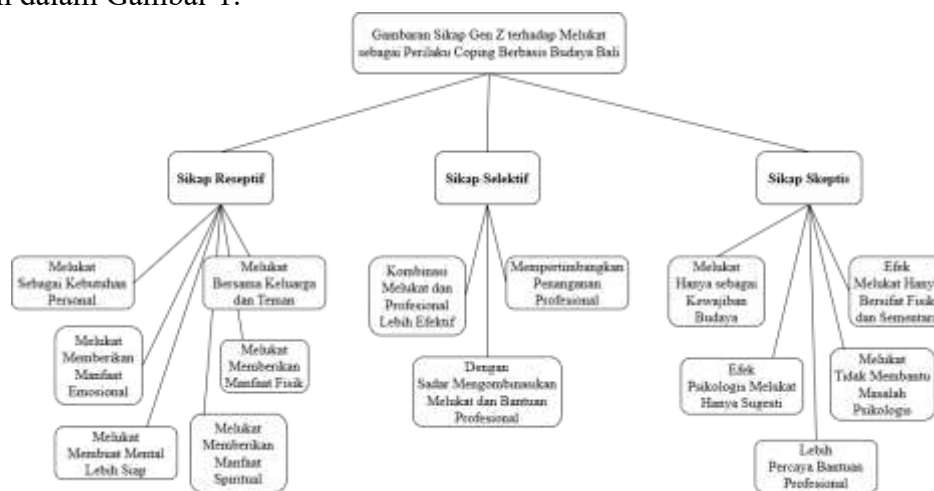 dalam Gambar 1.
Gambaran Sikap Gen Z terhadap Melukat
sebagai Perilaku Coping Berbasis Budaya Bali
Sikap Reseptif
Sikap Selektif
Sikap Skeptis
Melukat
Sebagai Kebutuhan
Personal
Melukat
Bersama Keluarga
dan Teman
Melukat
Memberikan
Manfaat
Emosional
Melukat
Memberikan
Manfaat Fisik
Melukat
Membuat Mental
Lebih Siap
Melukat
Memberikan
Manfaat
Spiritual
Kombinasi
Melukat dan
Profesional
Lebih Efektif
Mempertimbangkan
Penanganan
Profesional
Dengan
Sadar Mengombinasikan
Melukat dan Bantuan
Profesional
Melukat
Hanya sebagai
Kewajiban
Budaya
Efek
Melukat Hany
Bersifat Fisik
dan Sementar
Efek
Psikologis Melukat
Hanya Sugesti
Melukat
Tidak Membantu
Masalah
Psikologis
Lebih
Percaya Bantuan
Profesional